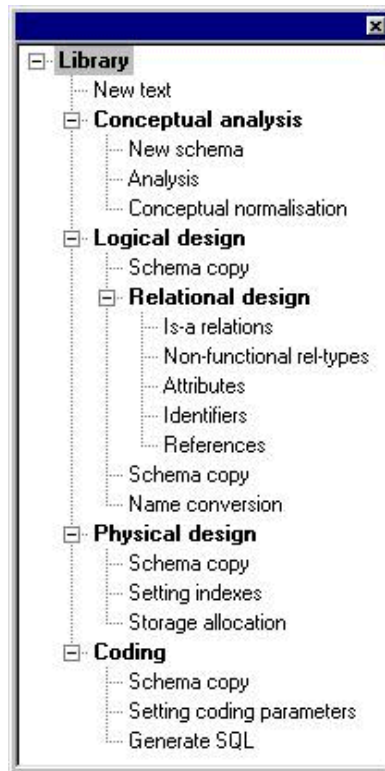 Library
New text
Conceptual analysis
New schema
Analysis
Conceptual normalisation
Logical design
Schema copy
Relational design
Is-a relations
Non-functional rel-types
Attributes
Identifiers
References
Schema copy
Name conversion
Physical design
Schema copy
Setting indexes
Storage allocation
Coding
Schema copy
Setting coding parameters
Generate SQL